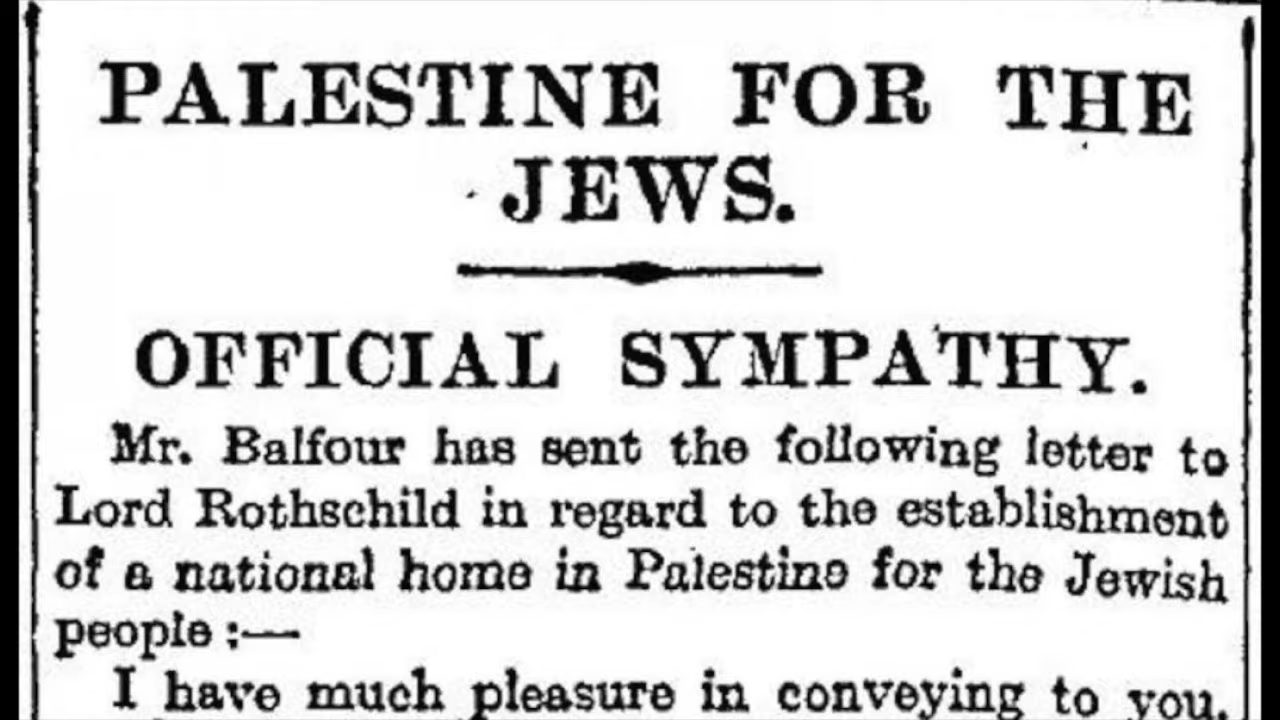 PALESTINE FOR THE
JEWS.
OFFICIAL SYMPATHY.
Mr. Balfour has sent the following letter to
Lord Rothschild in regard to the establishment
of a national home in Palestine for the Jewish
people :—
I have much pleasure in conveying to you,